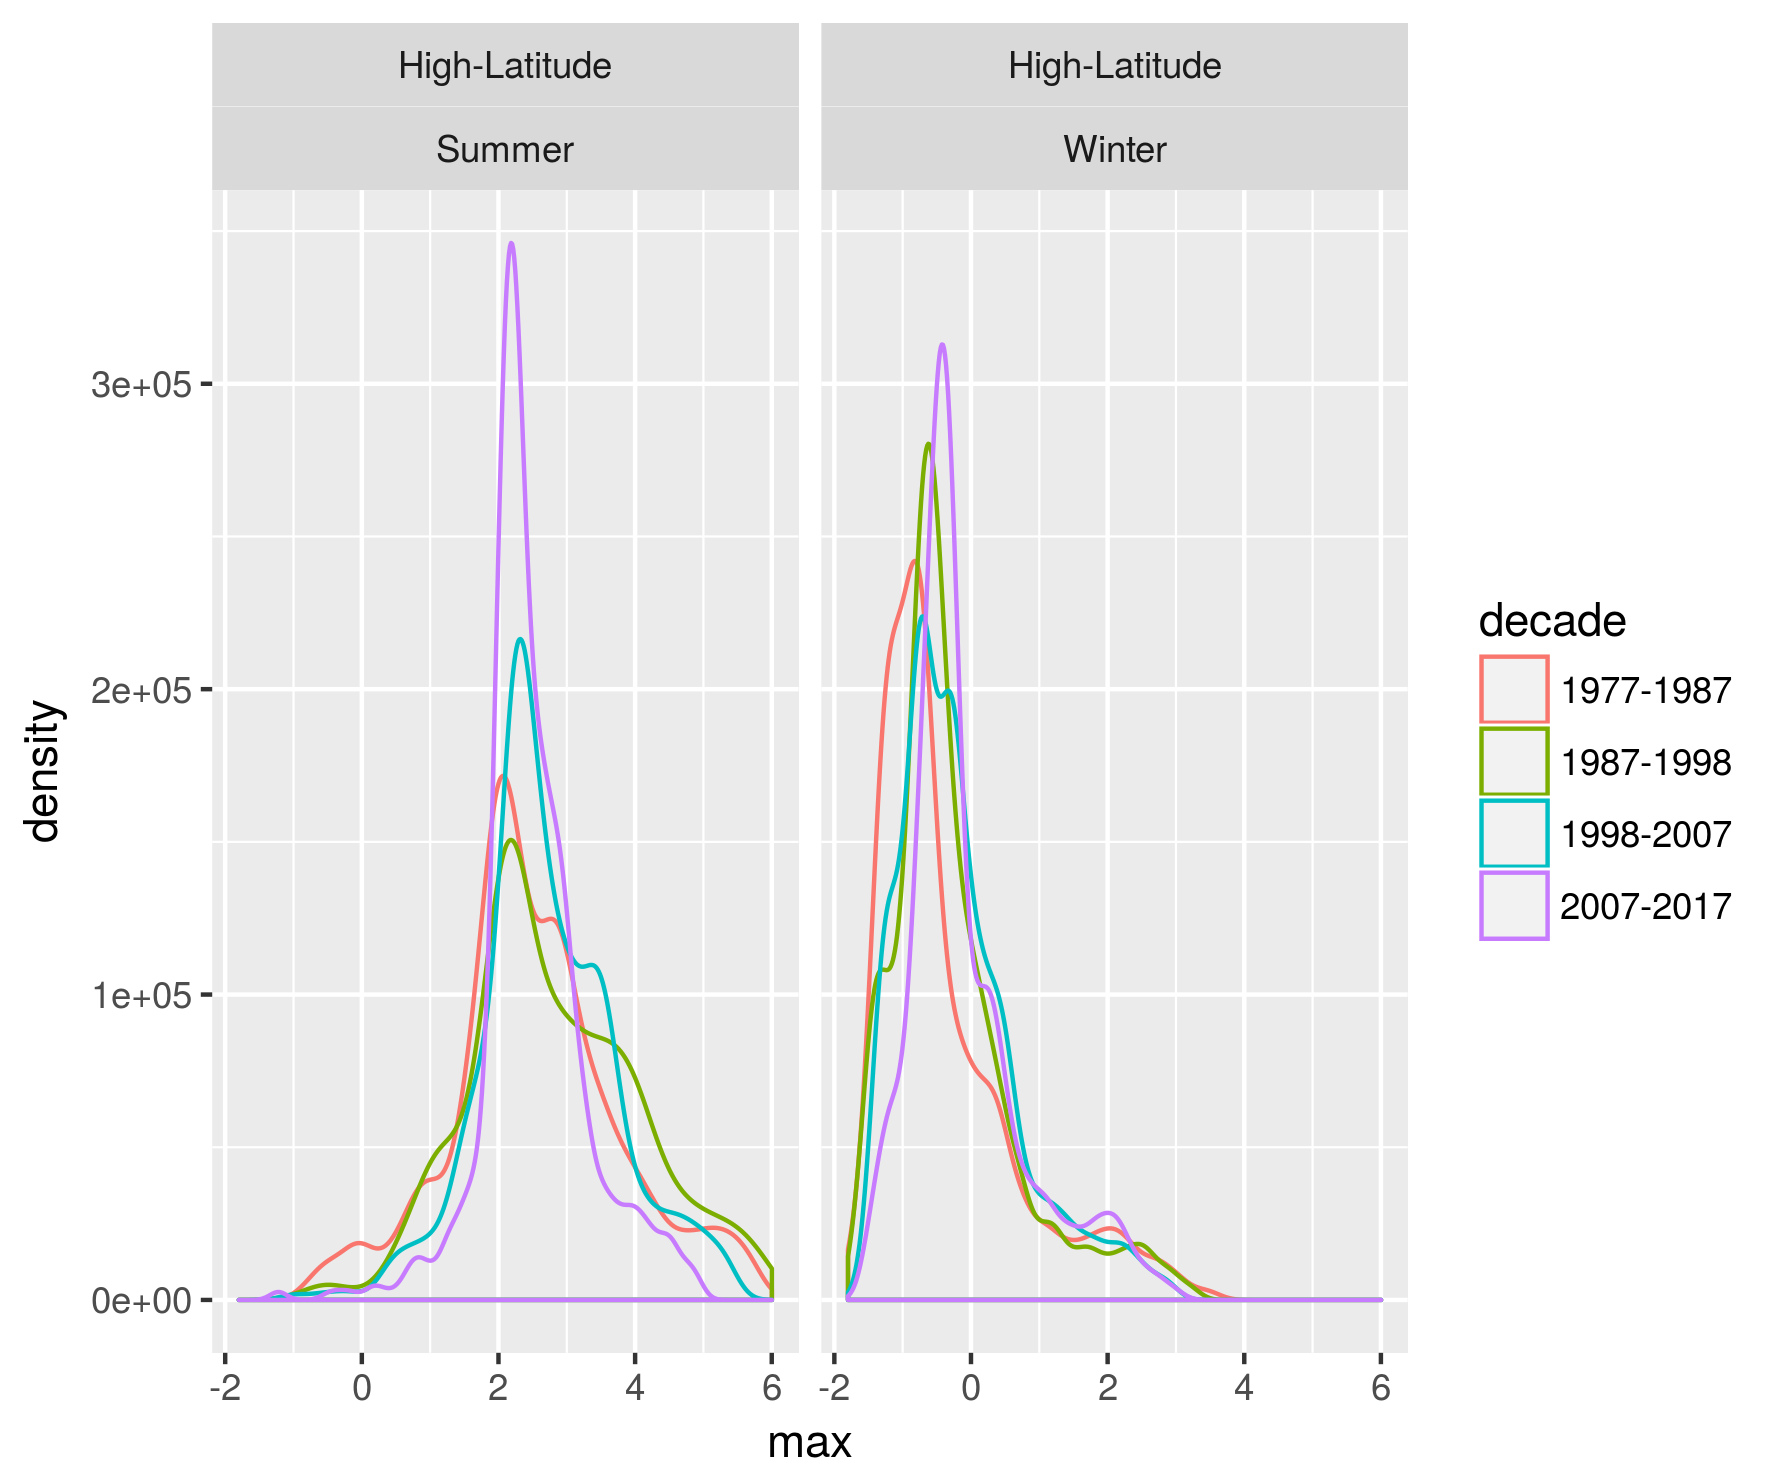 High-Latitude
High-Latitude
Summer
Winter
3e+05
2e+05
1e+05
0e+00
density
-2 0 2 4 6
-2 0 2 4 6
max
decade
1977-1987
1987-1998
1998-2007
2007-2017